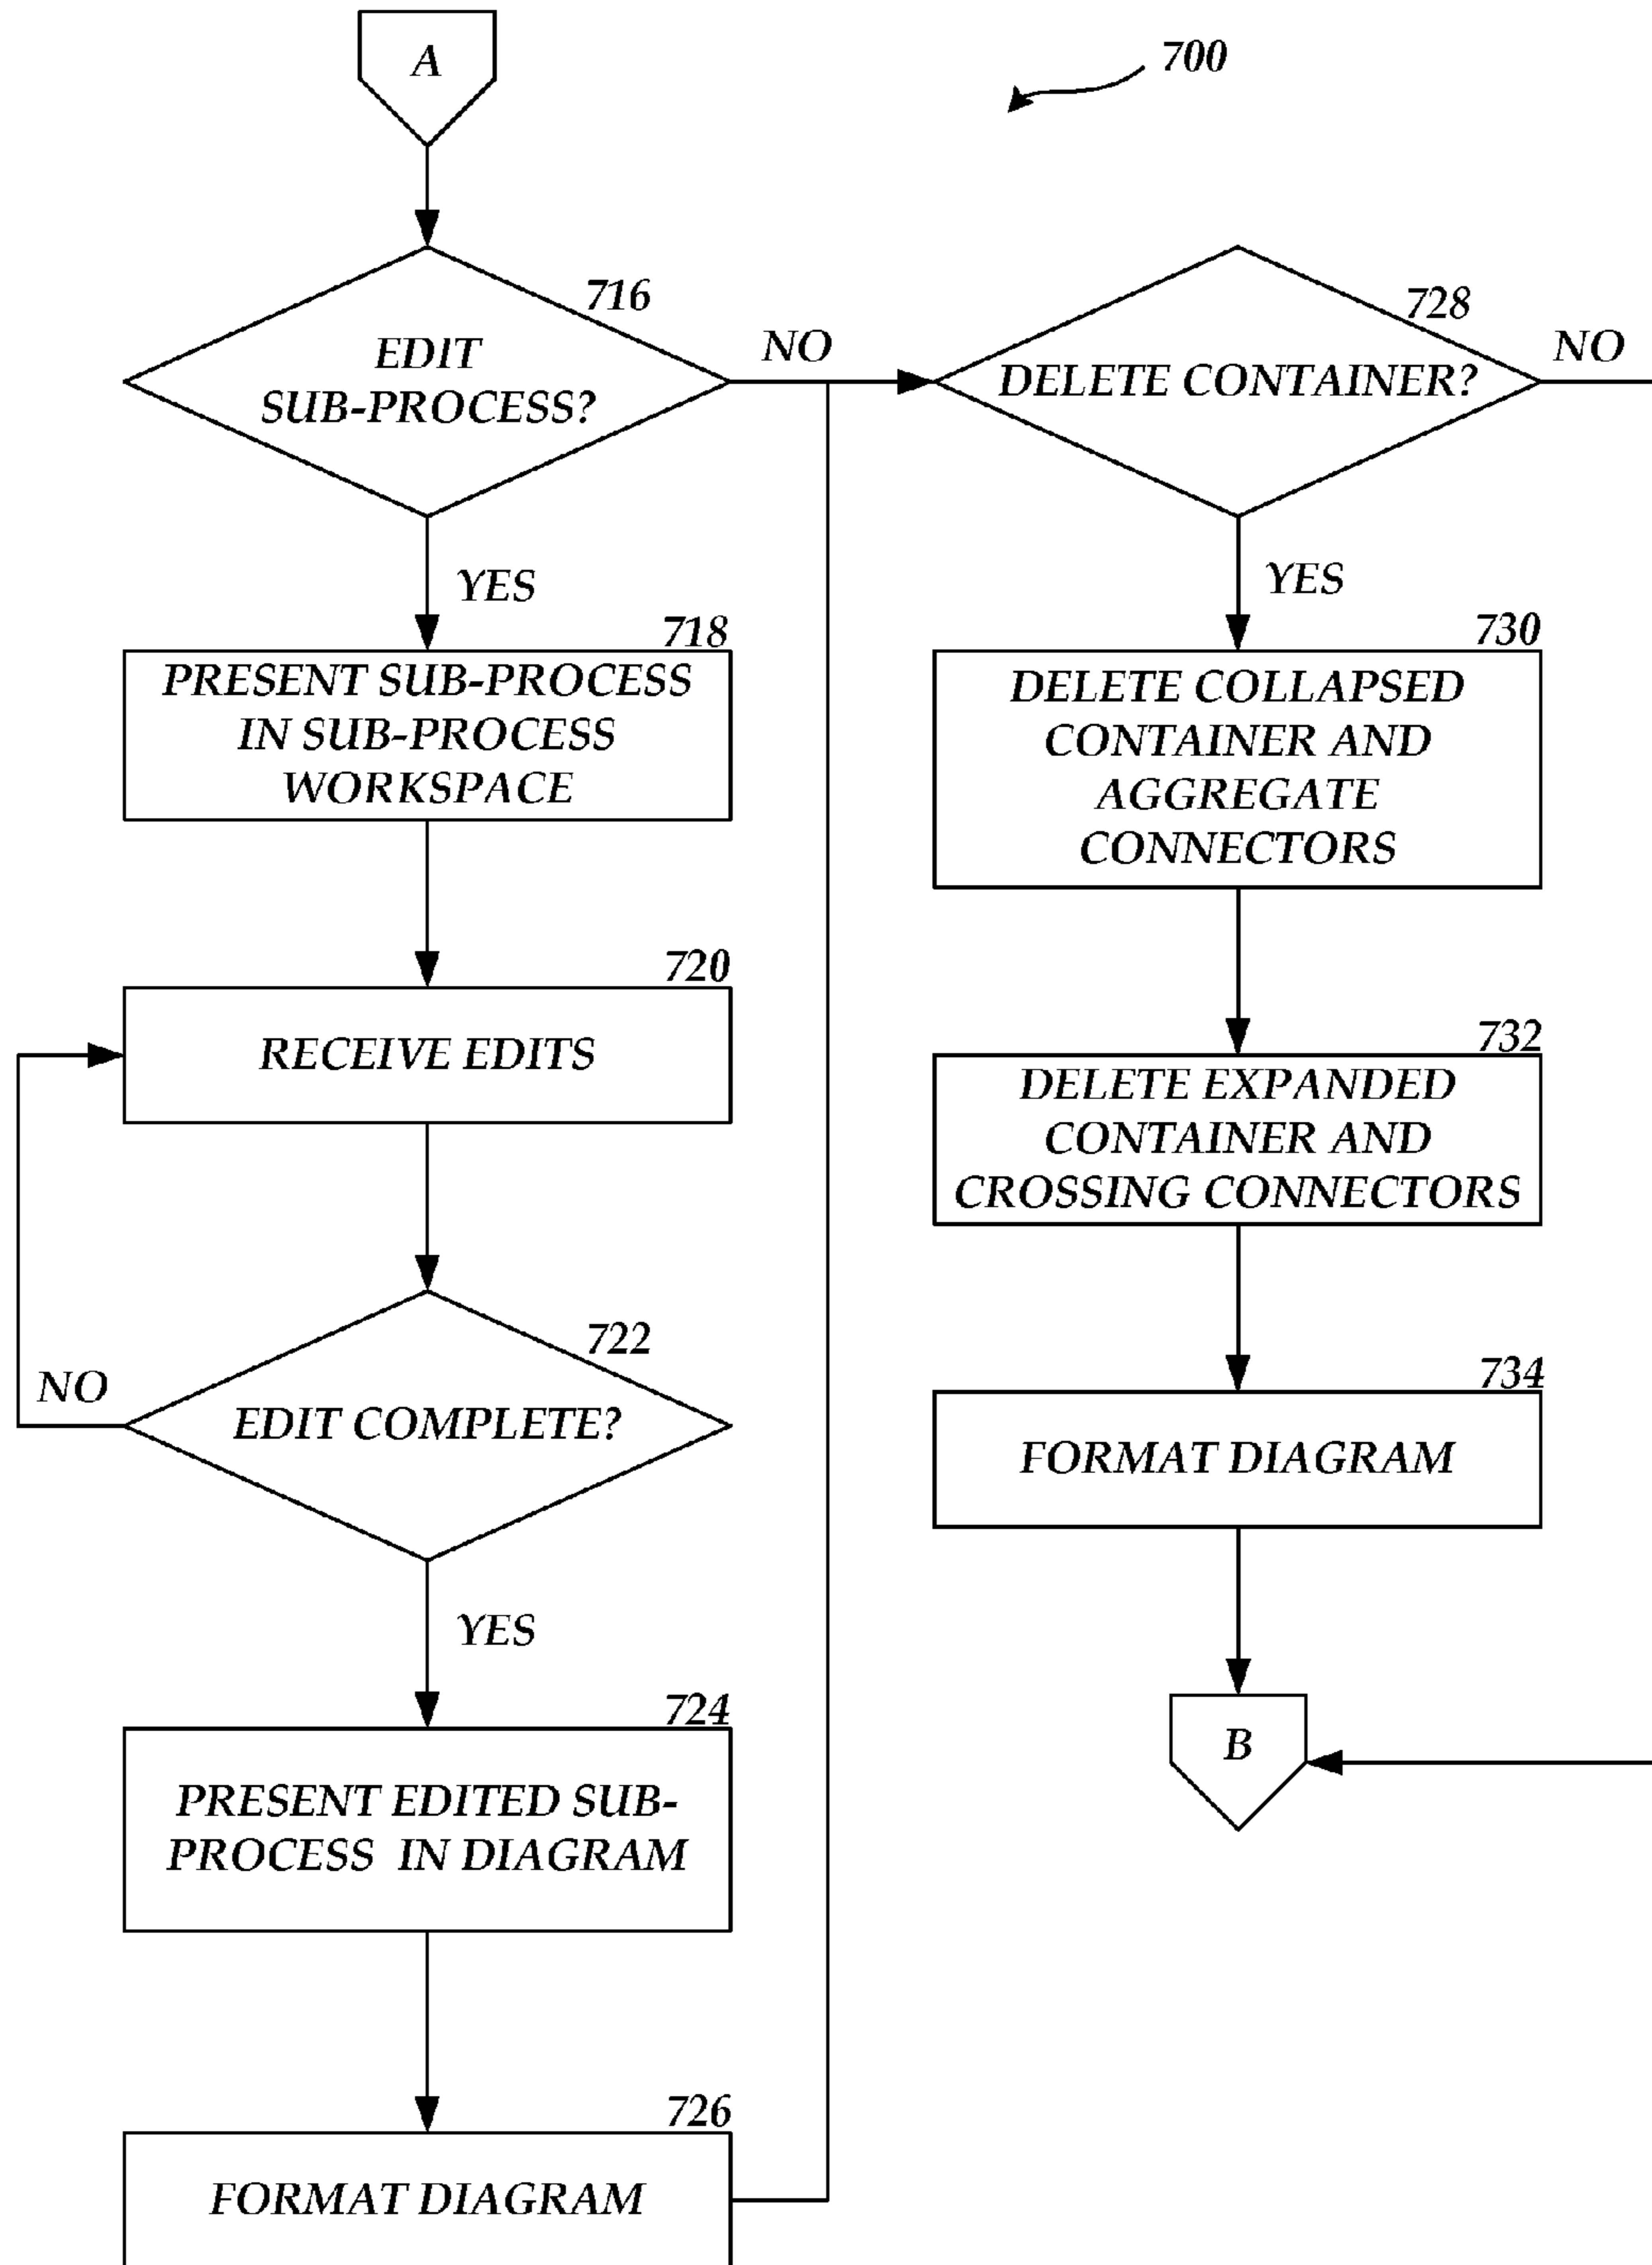 A
700
716
EDIT
SUB-PROCESS?
NO
YES
718
PRESENT SUB-PROCESS
IN SUB-PROCESS
WORKSPACE
720
RECEIVE EDITS
722
NO
EDIT COMPLETE?
YES
724
PRESENT EDITED SUB-
PROCESS IN DIAGRAM
726
FORMAT DIAGRAM
728
DELETE CONTAINER?
NO
YES
730
DELETE COLLAPSED
CONTAINER AND
AGGREGATE
CONNECTORS
732
DELETE EXPANDED
CONTAINER AND
CROSSING CONNECTORS
734
FORMAT DIAGRAM
B